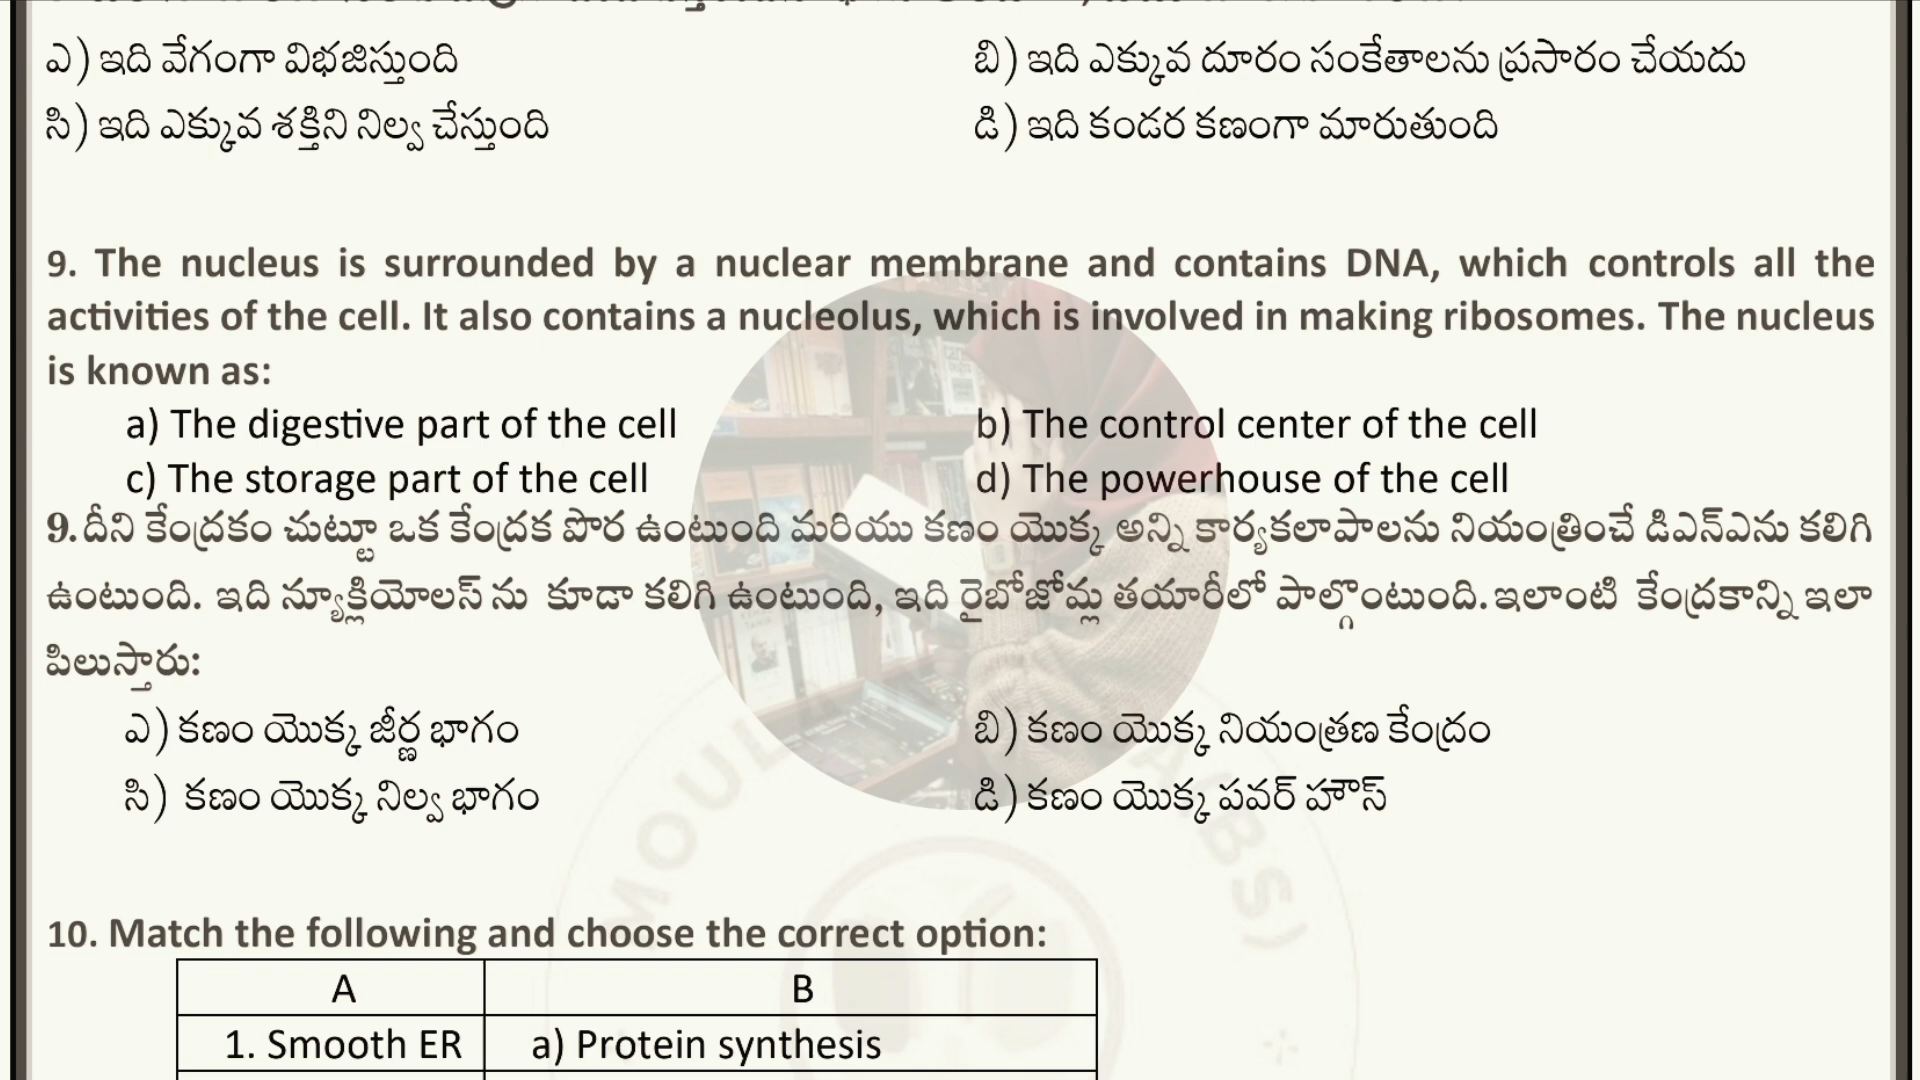 ఎ) ఇది వేగంగా విభజిస్తుంది
బి) ఇది ఎక్కువ దూరం సంకేతాలను ప్రసారం చేయదు
సి) ఇది ఎక్కువ శక్తిని నిల్వ చేస్తుంది
డి) ఇది కండర కణంగా మారుతుంది
9. The nucleus is surrounded by a nuclear membrane and contains DNA, which controls all the
activities of the cell. It also contains a nucleolus, which is involved in making ribosomes. The nucleus
is known as:
a) The digestive part of the cell
b) The control center of the cell
c) The storage part of the cell
d) The powerhouse of the cell
9. దీని కేంద్రకం చుట్టూ ఒక కేంద్రక పొర ఉంటుంది మరియు కణం యొక్క అన్ని కార్యకలాపాలను నియంత్రించే డిఎన్ఎను కలిగి
ఉంటుంది. ఇది న్యూక్లియోలస్ ను కూడా కలిగి ఉంటుంది, ఇది రైబోజోమ్ల తయారీలో పాల్గొంటుంది. ఇలాంటి కేంద్రకాన్ని ఇలా
పిలుస్తారు:
ఎ) కణం యొక్క జీర్ణ భాగం
బి) కణం యొక్క నియంత్రణ కేంద్రం
సి) కణం యొక్క నిల్వ భాగం
డి) కణం యొక్క పవర్ హౌస్
10. Match the following and choose the correct option:
A B
1. Smooth ER a) Protein synthesis